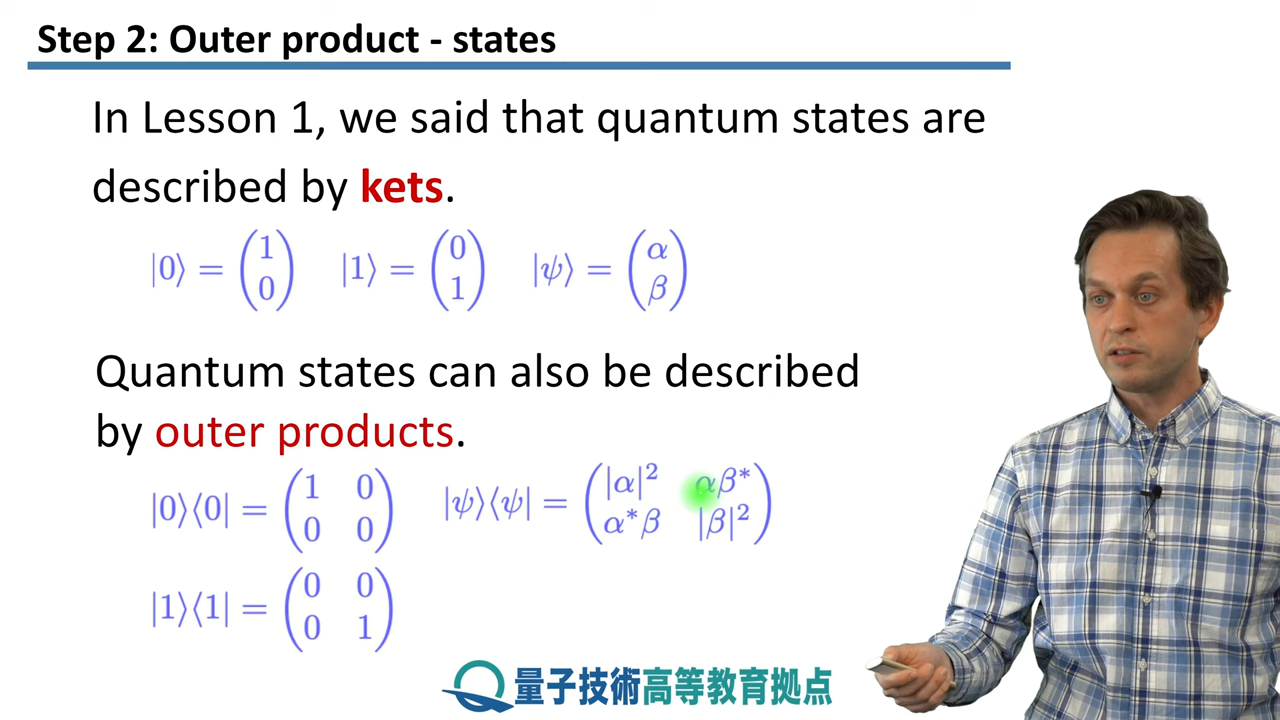 Step 2: Outer product - states
In Lesson 1, we said that quantum states are
described by kets.
|0⟩ = (1 0) |1⟩ = (0 1) |ψ⟩ = (α β)
Quantum states can also be described
by outer products.
|0⟩⟨0| = (1 0 0 0) |ψ⟩⟨ψ| = (|α|² αβ* α*β |β|²)
|1⟩⟨1| = (0 0 0 1)
量子技術高等教育拠点